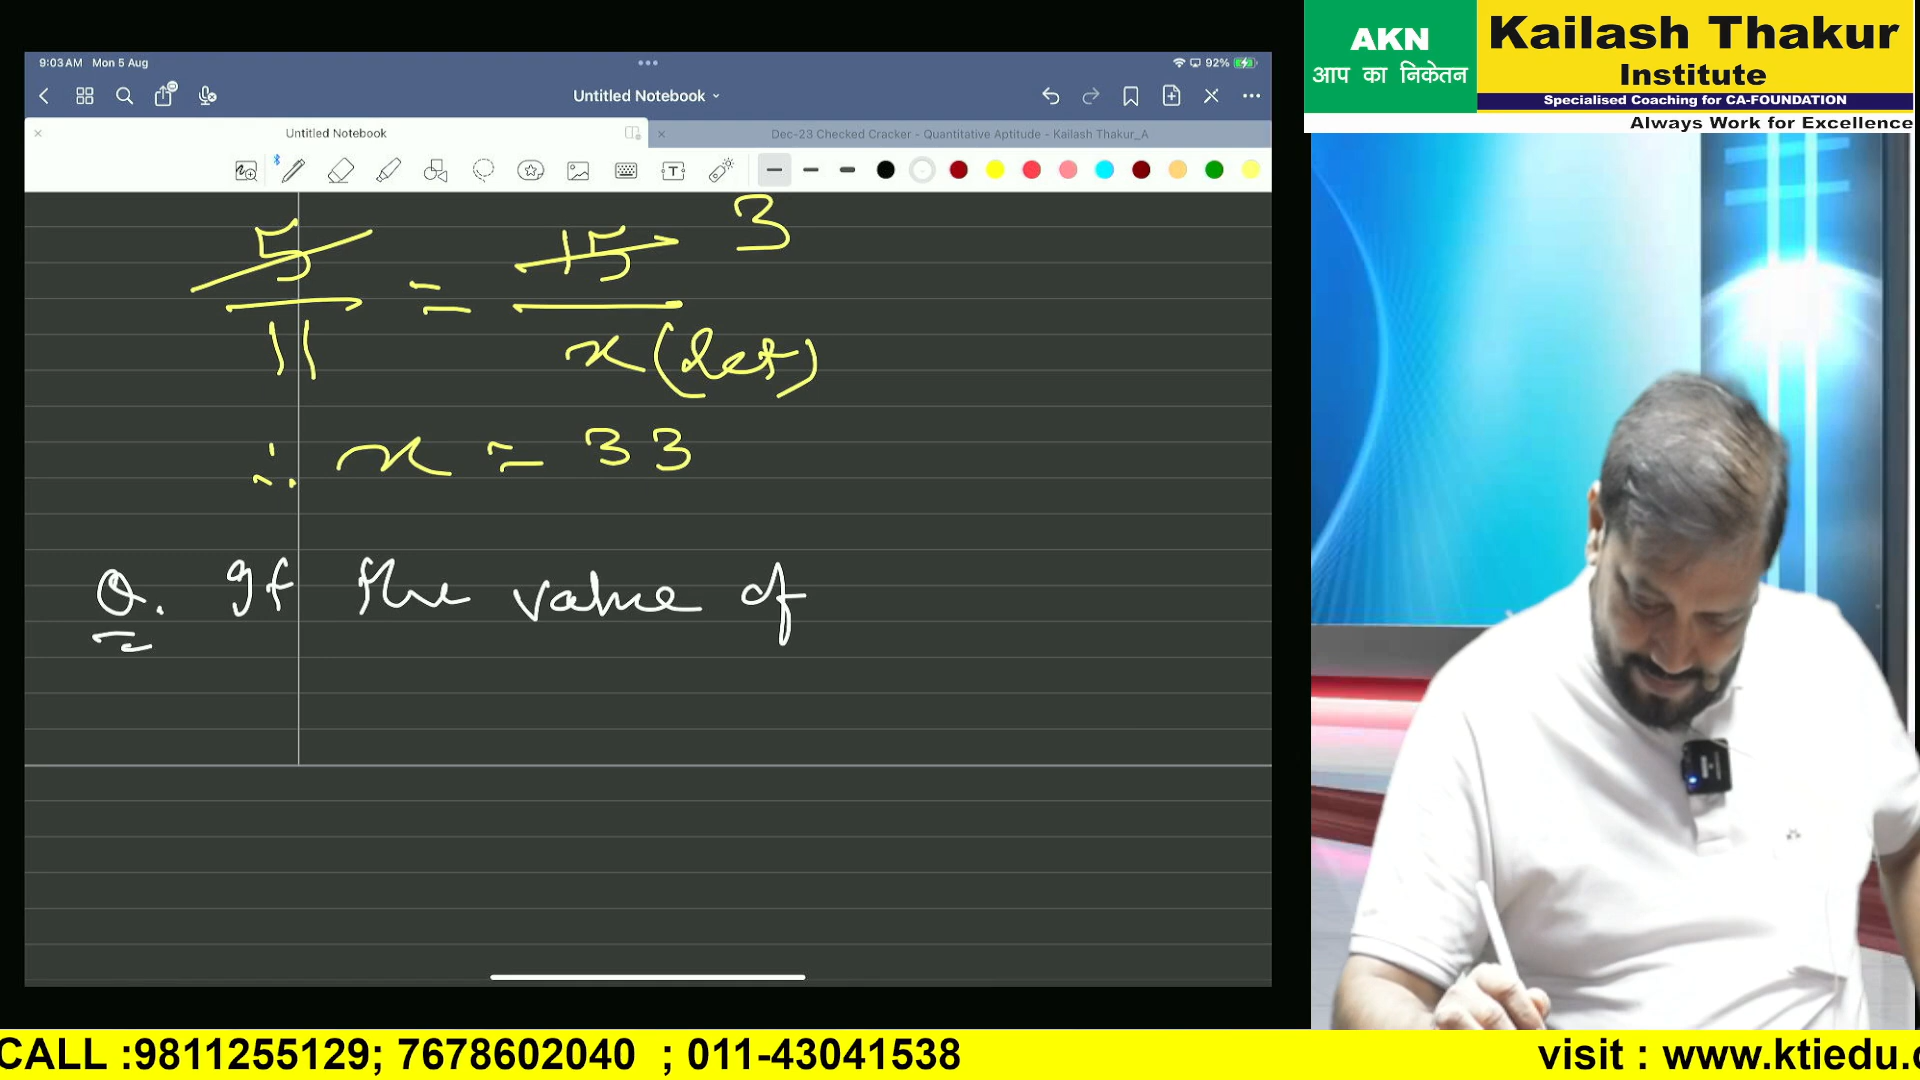 AKN
आप का निकेतन
Kailash Thakur
Institute
Specialised Coaching for CA-FOUNDATION
Always Work for Excellence
9:03 AM Mon 5 Aug
92%
Untitled Notebook
Untitled Notebook
Dec-23 Checked Cracker - Quantitative Aptitude - Kailash Thakur_A
T
5/11 = 15/x (let) 3
∴ x = 33
Q. If the value of
CALL :9811255129; 7678602040 ; 011-43041538
visit : www.ktiedu.c